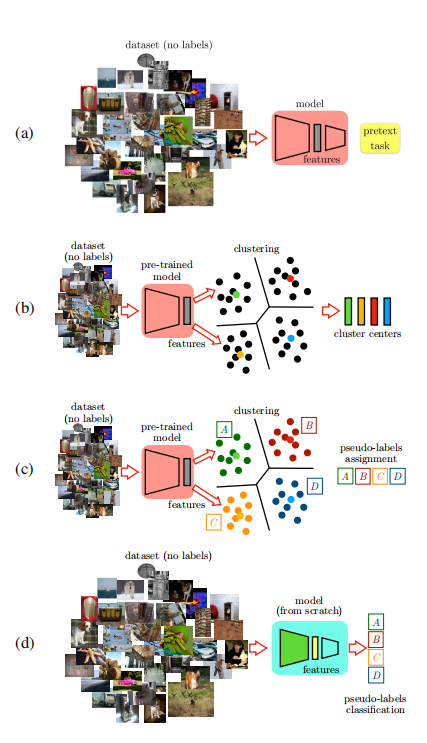 dataset (no labels)
(a)
model
features
pretext
task
dataset
(no labels)
(b)
pre-trained
model
features
clustering
cluster centers
dataset
(no labels)
(c)
pre-trained
model
features
clustering
A
B
C
D
pseudo-labels
assignment
A B C D
dataset (no labels)
(d)
model
(from scratch)
features
A
B
C
D
pseudo-labels
classification